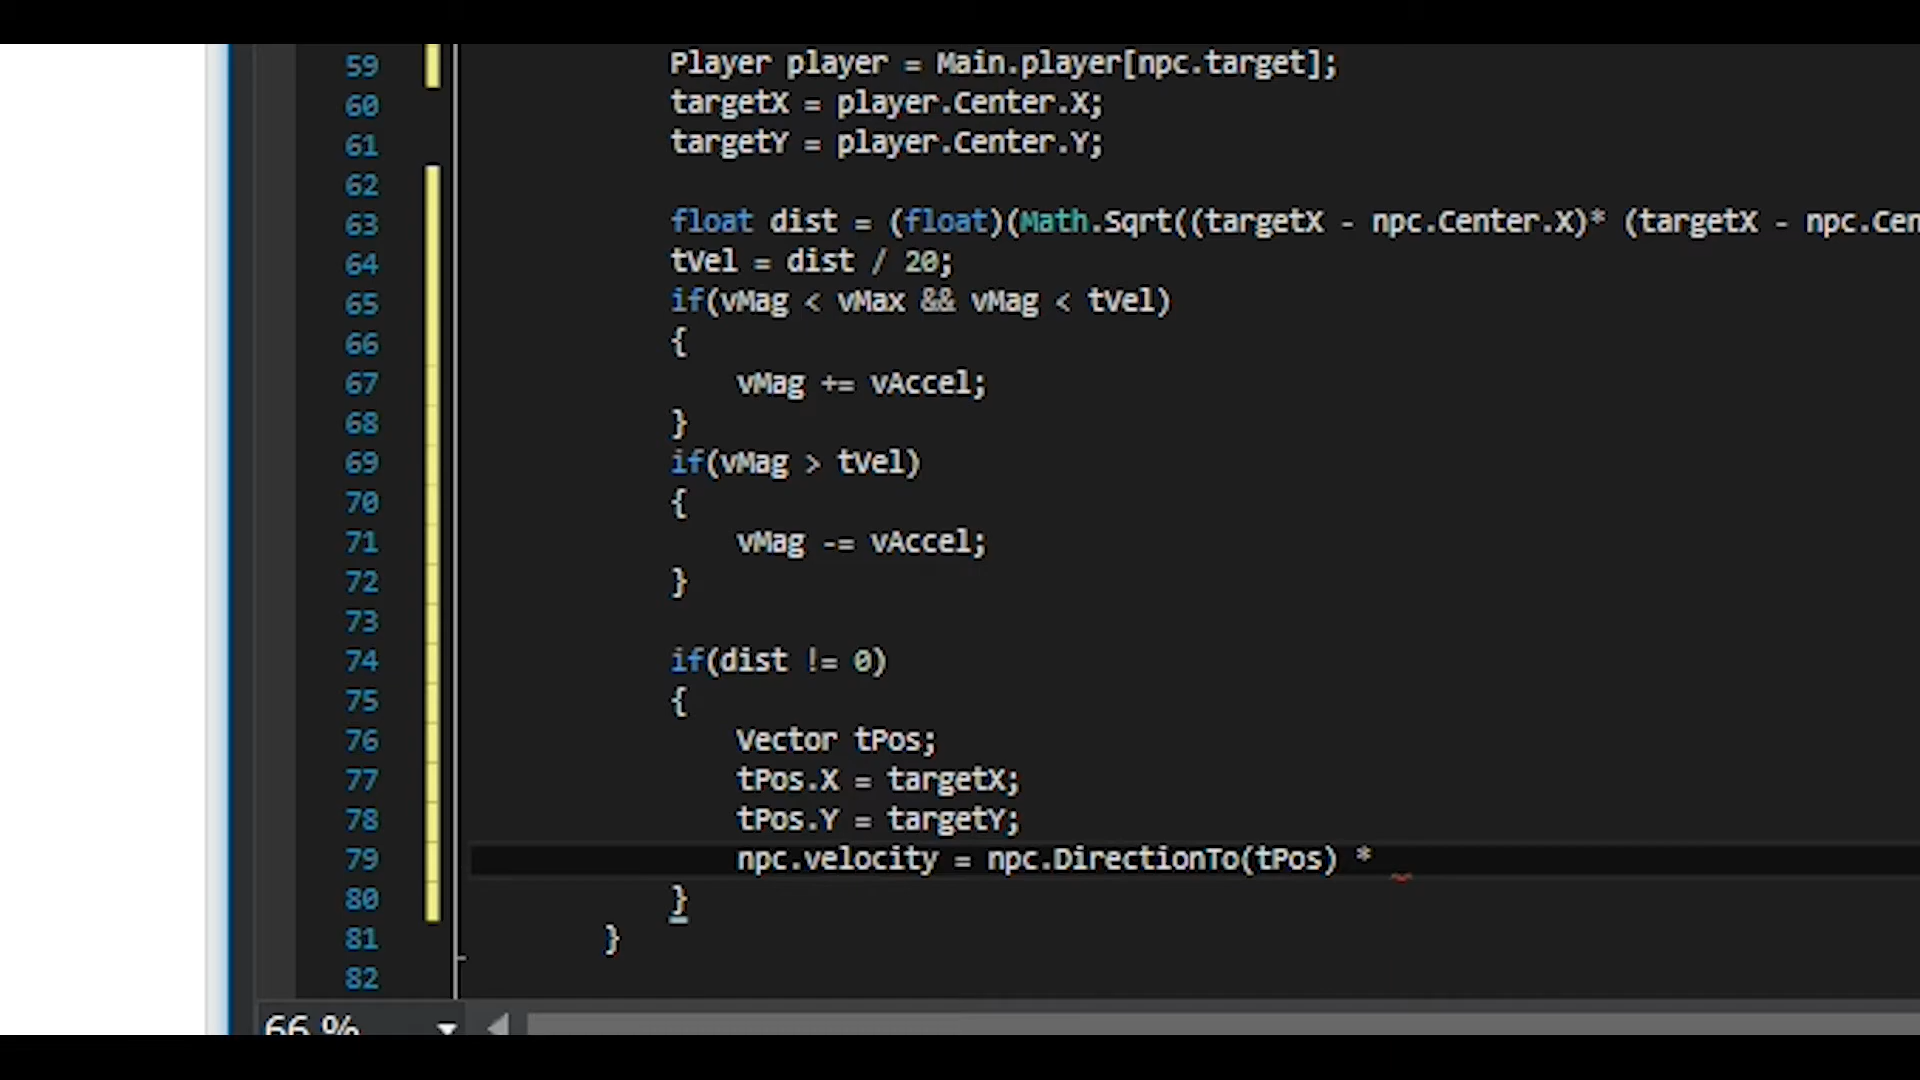 59 Player player = Main.player[npc.target];
60 targetX = player.Center.X;
61 targetY = player.Center.Y;
62
63 float dist = (float)(Math.Sqrt((targetX - npc.Center.X)* (targetX - npc.Cen
64 tVel = dist / 20;
65 if(vMag < vMax && vMag < tVel)
66 {
67 vMag += vAccel;
68 }
69 if(vMag > tVel)
70 {
71 vMag -= vAccel;
72 }
73
74 if(dist != 0)
75 {
76 Vector tPos;
77 tPos.X = targetX;
78 tPos.Y = targetY;
79 npc.velocity = npc.DirectionTo(tPos) *
80 }
81 }
82
66 %